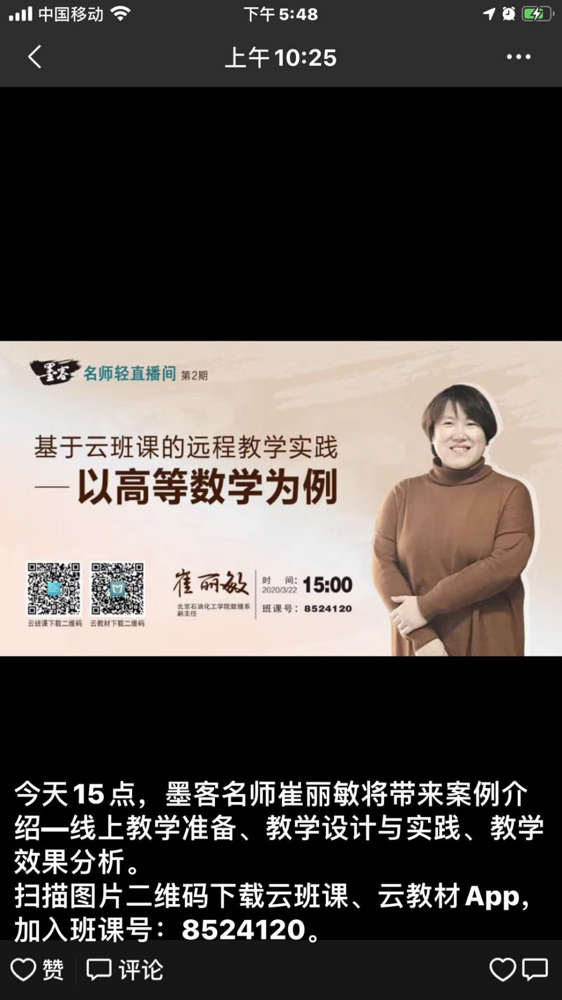 中国移动
下午5:48
上午10:25
墨客 名师轻直播间 第2期
基于云班课的远程教学实践
—以高等数学为例
云班课下载二维码
云教材下载二维码
崔丽敏
北京石油化工学院数理系
副主任
时 间: 15:00
2020/3/22
班课号: 8524120
今天15点，墨客名师崔丽敏将带来案例介
绍—线上教学准备、教学设计与实践、教学
效果分析。
扫描图片二维码下载云班课、云教材App，
加入班课号：8524120。
赞
评论